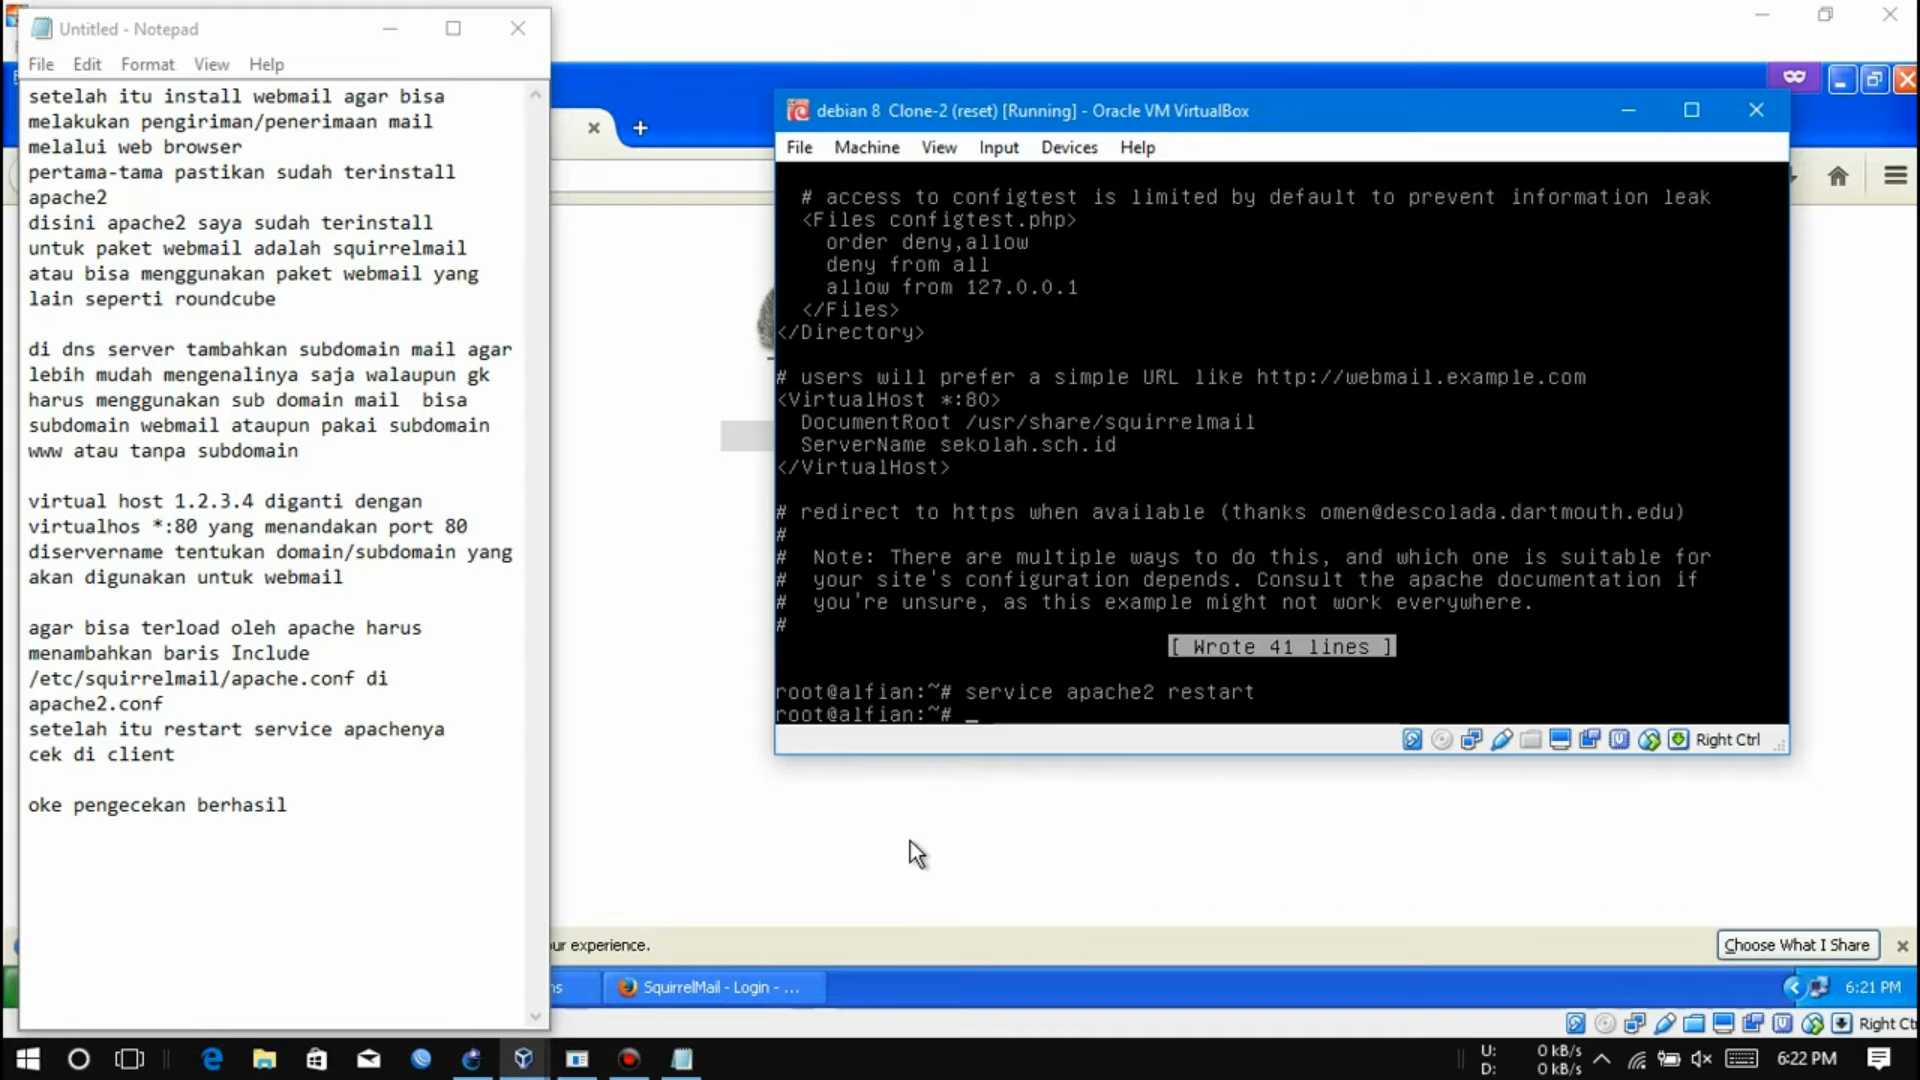 Untitled - Notepad
File Edit Format View Help
setelah itu install webmail agar bisa
melakukan pengiriman/penerimaan mail
melalui web browser
pertama-tama pastikan sudah terinstall
apache2
disini apache2 saya sudah terinstall
untuk paket webmail adalah squirrelmail
atau bisa menggunakan paket webmail yang
lain seperti roundcube
di dns server tambahkan subdomain mail agar
lebih mudah mengenalinya saja walaupun gk
harus menggunakan sub domain mail  bisa
subdomain webmail ataupun pakai subdomain
www atau tanpa subdomain
virtual host 1.2.3.4 diganti dengan
virtualhos *:80 yang menandakan port 80
diservername tentukan domain/subdomain yang
akan digunakan untuk webmail
agar bisa terload oleh apache harus
menambahkan baris Include
/etc/squirrelmail/apache.conf di
apache2.conf
setelah itu restart service apachenya
cek di client
oke pengecekan berhasil
debian 8  Clone-2 (reset) [Running] - Oracle VM VirtualBox
File Machine View Input Devices Help
# access to configtest is limited by default to prevent information leak
<Files configtest.php>
order deny,allow
deny from all
allow from 127.0.0.1
</Files>
</Directory>
# users will prefer a simple URL like http://webmail.example.com
<VirtualHost *:80>
DocumentRoot /usr/share/squirrelmail
ServerName sekolah.sch.id
</VirtualHost>
# redirect to https when available (thanks omen@descolada.dartmouth.edu)
#
#  Note: There are multiple ways to do this, and which one is suitable for
#  your site's configuration depends. Consult the apache documentation if
#  you're unsure, as this example might not work everywhere.
#
[ Wrote 41 lines ]
root@alfian:~# service apache2 restart
root@alfian:~# _
Right Ctrl
ur experience.
Choose What I Share
ns
SquirrelMail - Login - ...
6:21 PM
Right Ct
U: 0 kB/s
D: 0 kB/s
6:22 PM